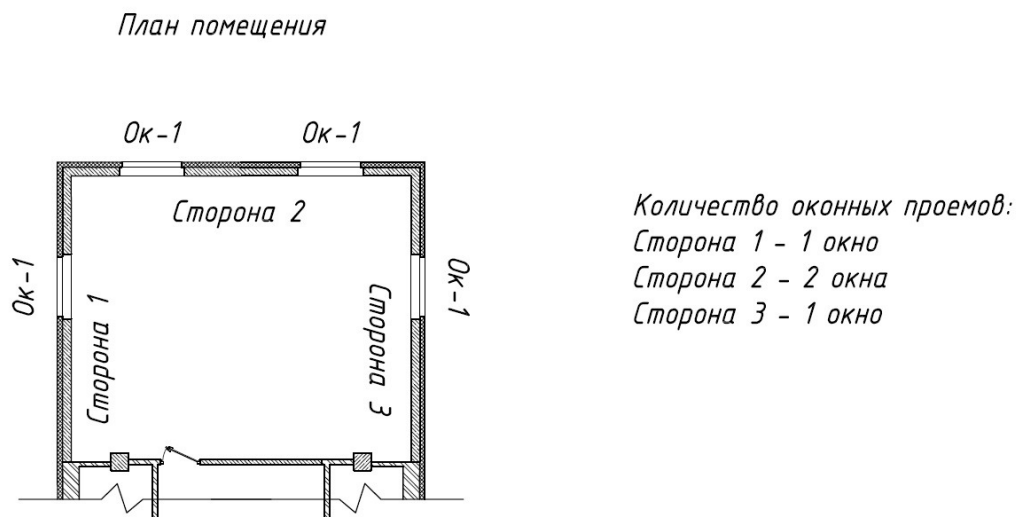 План помещения
Ок-1
Ок-1
Сторона 2
Ок-1
Сторона 1
Сторона 3
Ок-1
Количество оконных проемов:
Сторона 1 - 1 окно
Сторона 2 - 2 окна
Сторона 3 - 1 окно